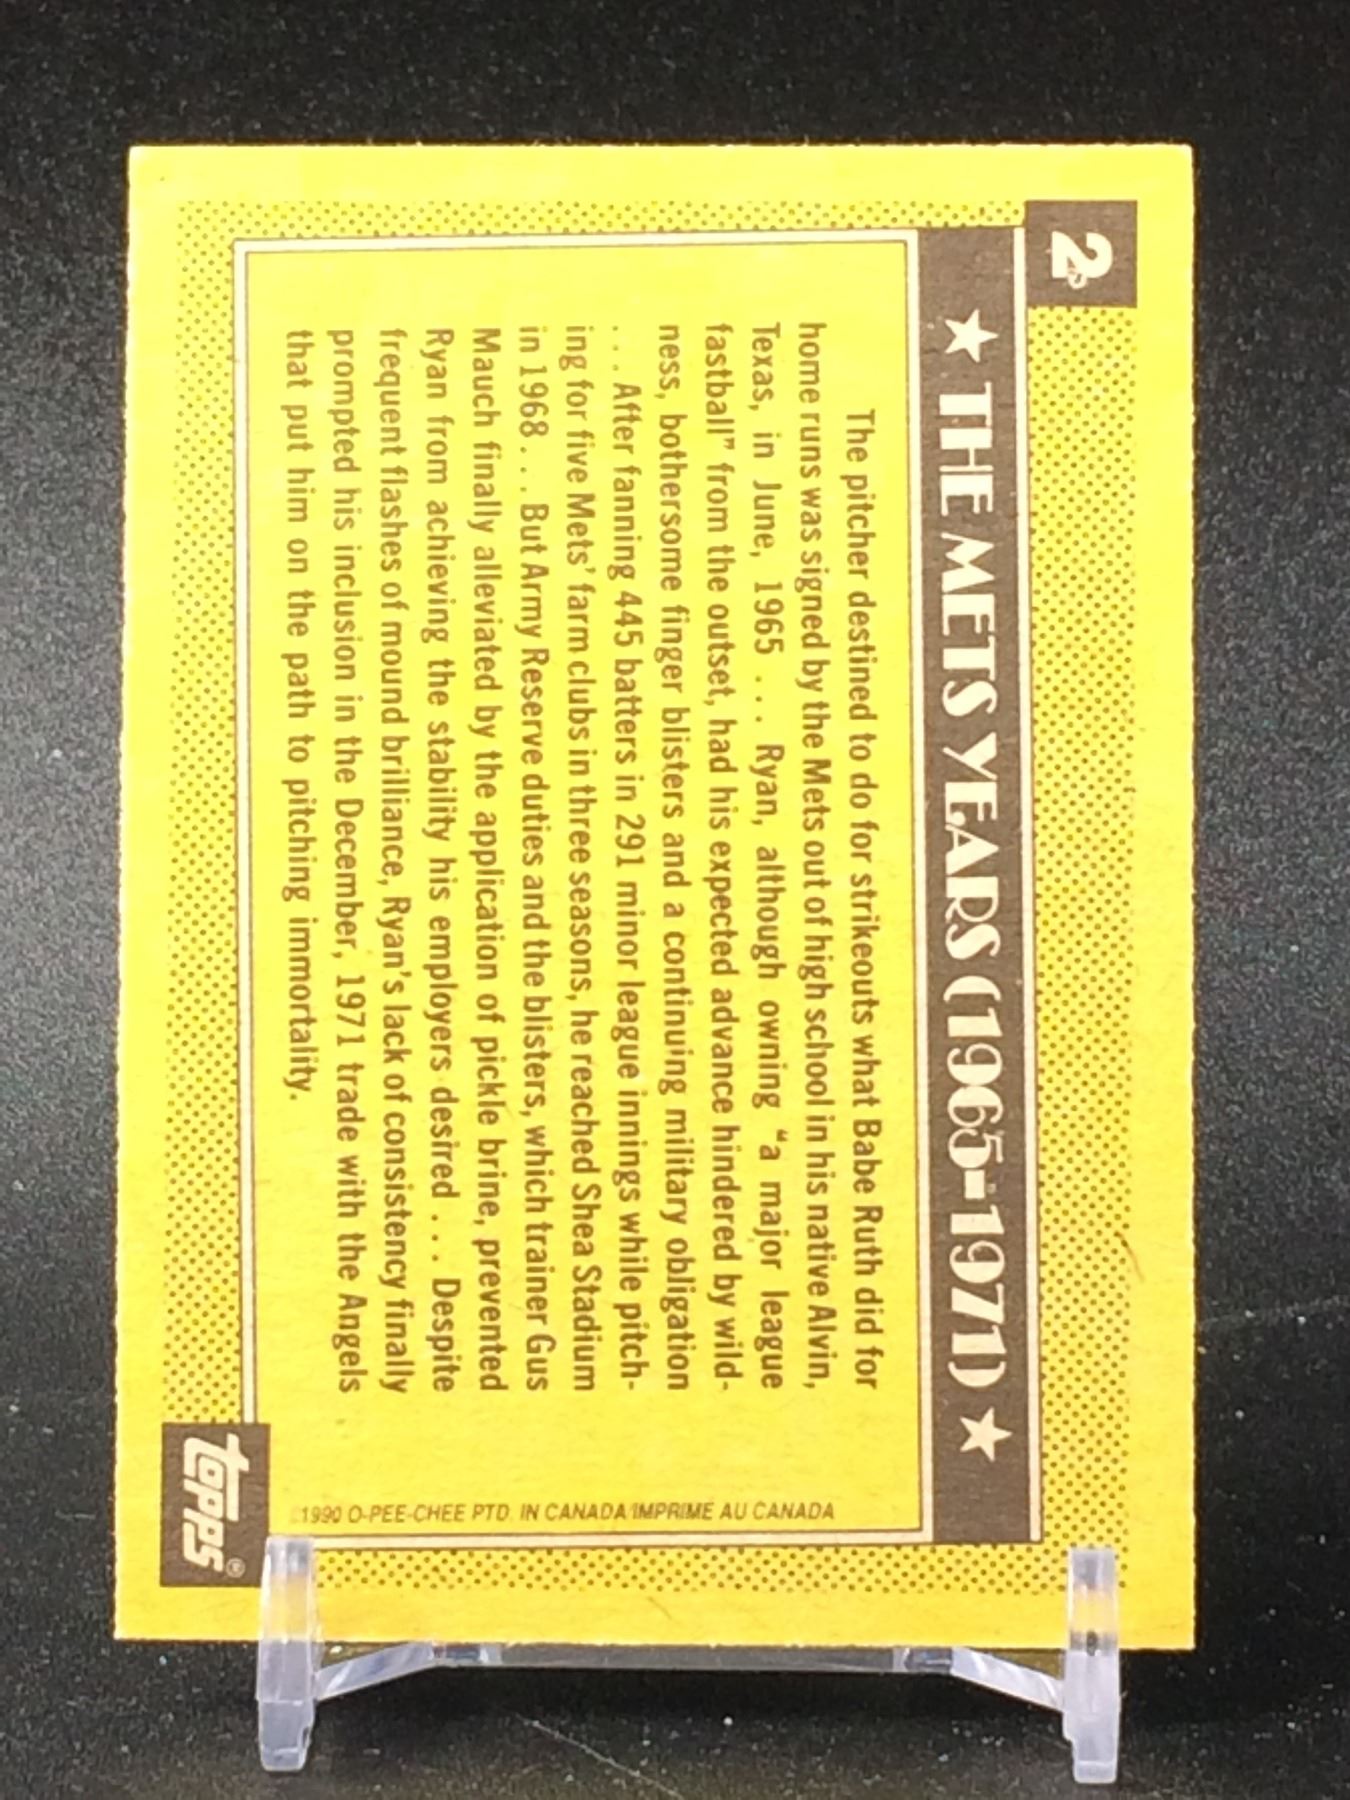 2
★ THE METS YEARS (1965-1971) ★
The pitcher destined to do for strikeouts what Babe Ruth did for
home runs was signed by the Mets out of high school in his native Alvin,
Texas, in June, 1965 . . . Ryan, although owning "a major league
fastball" from the outset, had his expected advance hindered by wild-
ness, bothersome finger blisters and a continuing military obligation
. . . After fanning 445 batters in 291 minor league innings while pitch-
ing for five Mets' farm clubs in three seasons, he reached Shea Stadium
in 1968 . . . But Army Reserve duties and the blisters, which trainer Gus
Mauch finally alleviated by the application of pickle brine, prevented
Ryan from achieving the stability his employers desired . . . Despite
frequent flashes of mound brilliance, Ryan's lack of consistency finally
prompted his inclusion in the December, 1971 trade with the Angels
that put him on the path to pitching immortality.
1990 O-PEE-CHEE PTD. IN CANADA/IMPRIME AU CANADA
topps®